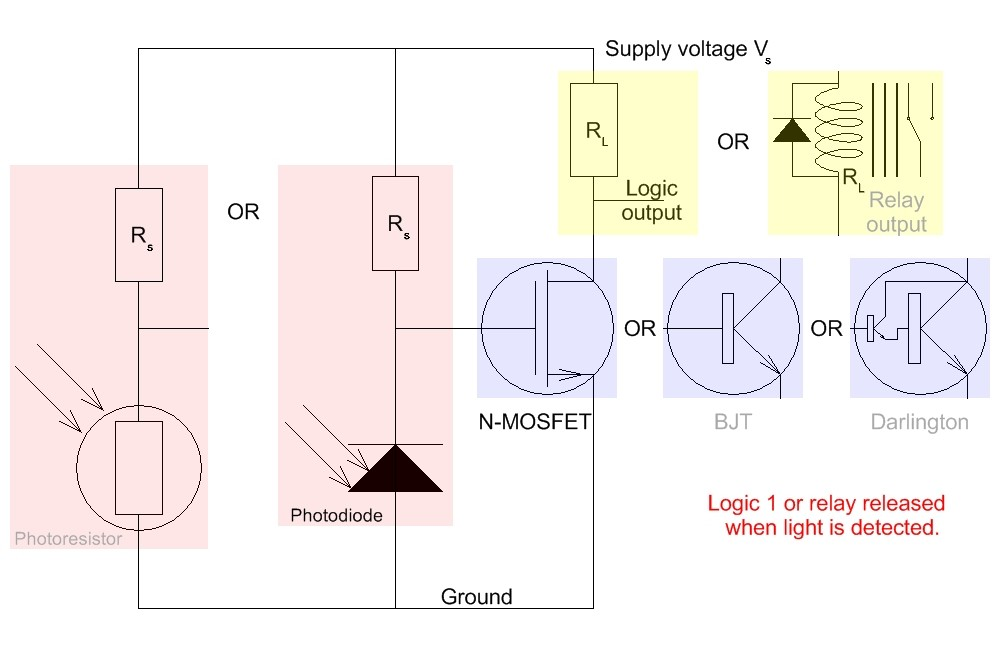 Supply voltage Vs
RL
OR
RL
Logic
output
Relay
output
Rs
OR
Rs
OR
OR
N-MOSFET
BJT
Darlington
Photodiode
Photoresistor
Logic 1 or relay released
when light is detected.
Ground